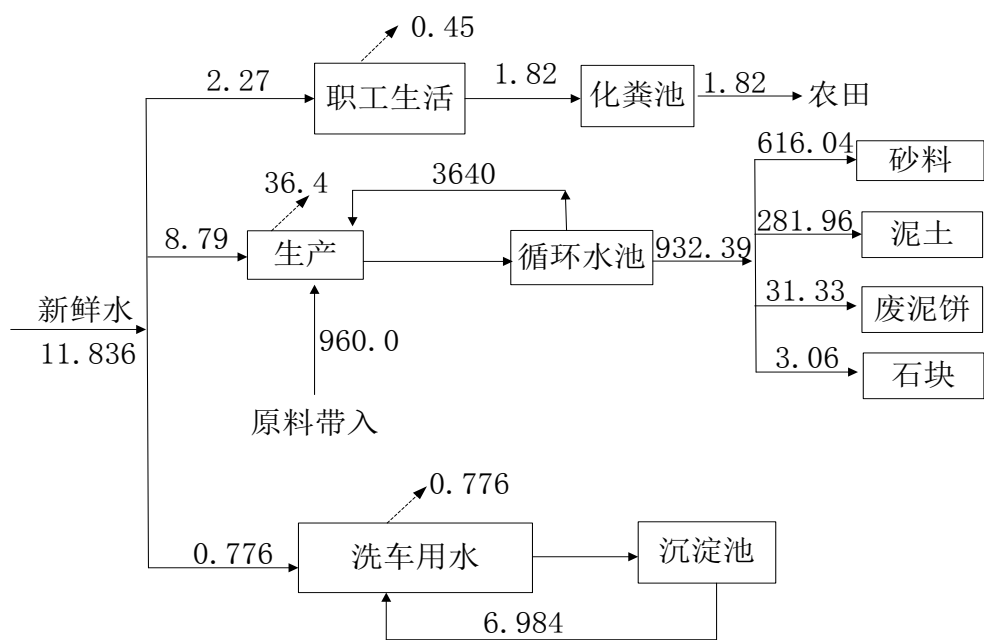 0.45
2.27
职工生活
1.82
化粪池
1.82
农田
616.04
砂料
36.4
3640
8.79
生产
循环水池
932.39
281.96
泥土
新鲜水
11.836
960.0
31.33
废泥饼
3.06
石块
原料带入
0.776
0.776
洗车用水
沉淀池
6.984